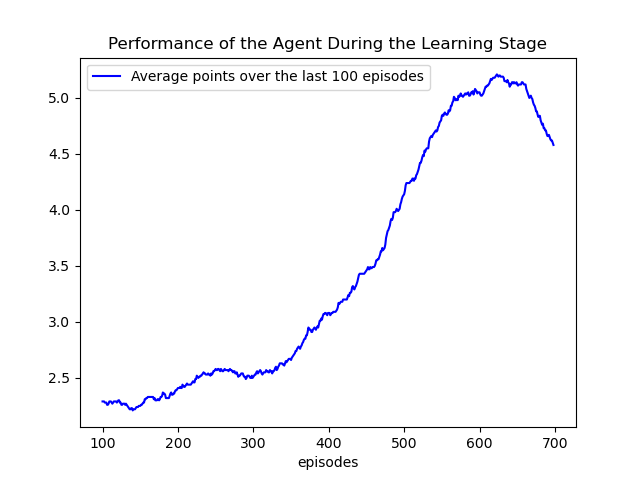 Performance of the Agent During the Learning Stage
Average points over the last 100 episodes
5.0
4.5
4.0
3.5
3.0
2.5
100 200 300 400 500 600 700
episodes